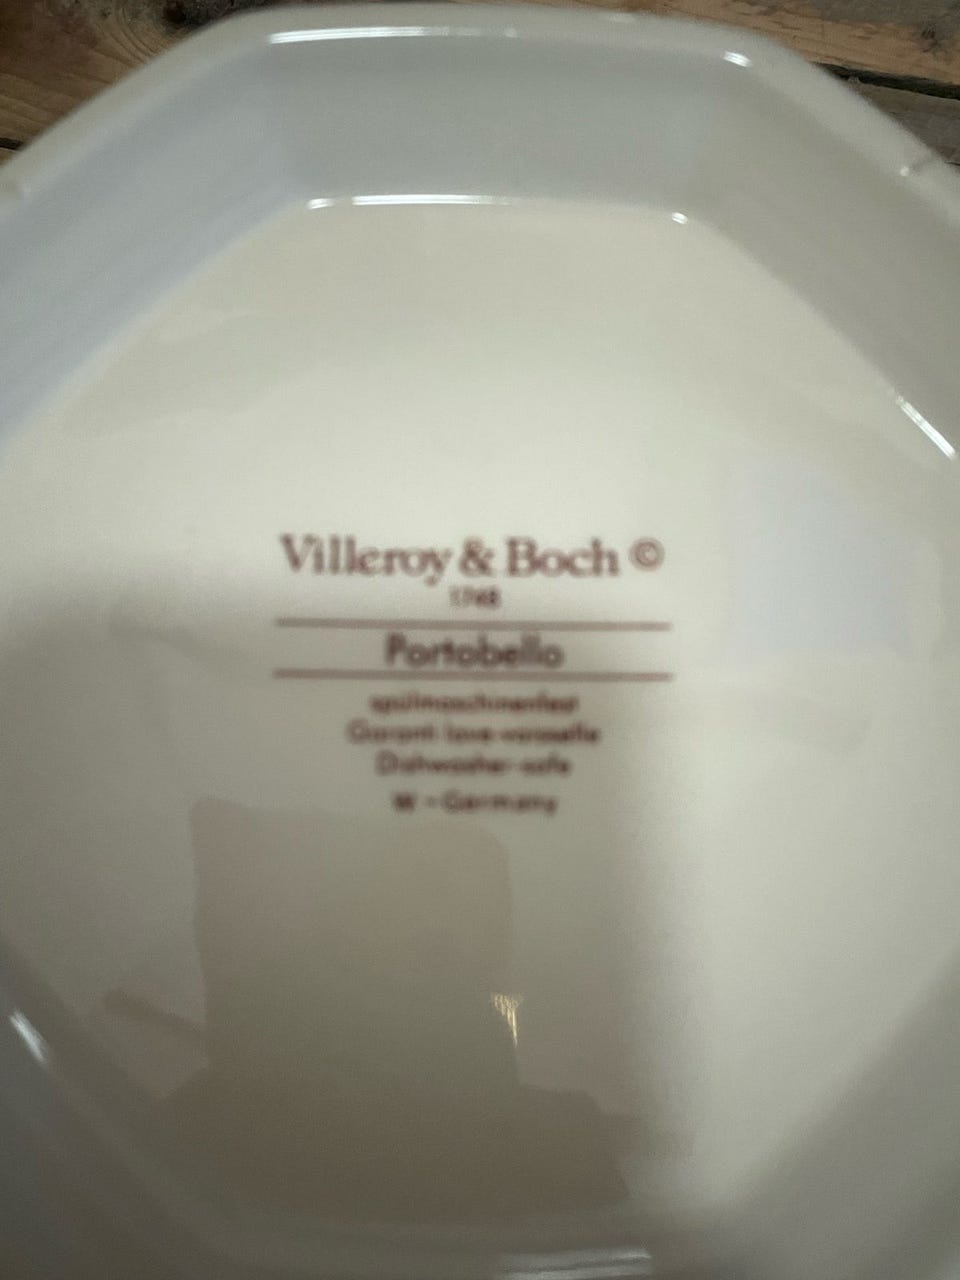 Villeroy & Boch ©
1748
Portobello
spülmaschinenfest
Garanti lave-vaisselle
Dishwasher-safe
W - Germany